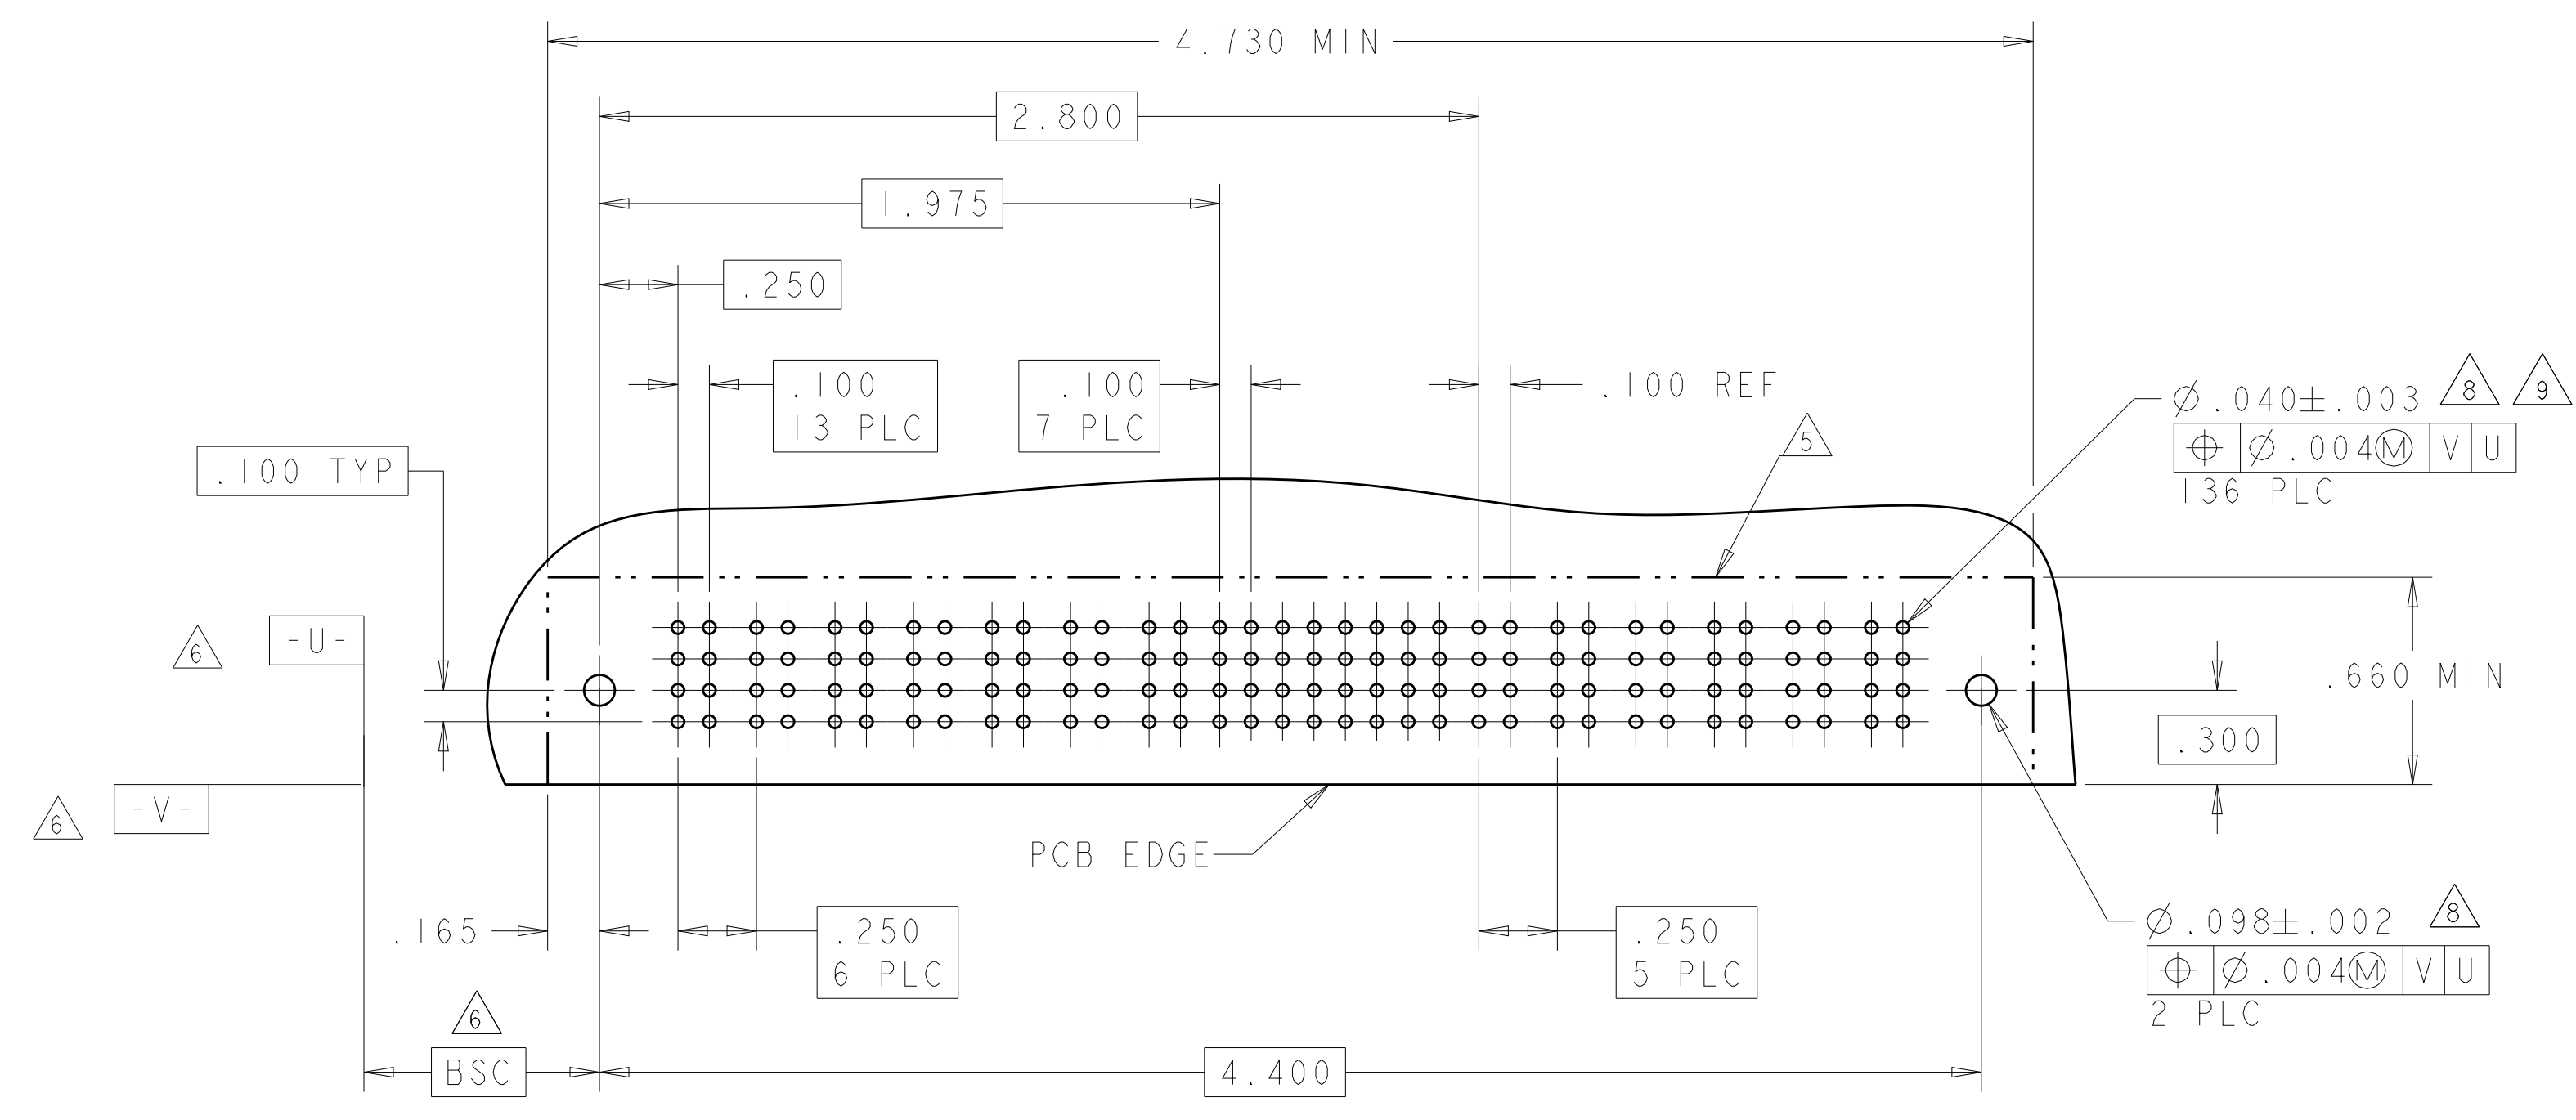 4.730 MIN
2.800
1.975
.250
.100
13 PLC
.100
7 PLC
.100 REF
5
⌀.040±.003 8 9
⌖ ⌀.004Ⓜ V U
136 PLC
.100 TYP
-U-
6
-V-
6
.660 MIN
.300
PCB EDGE
.165
.250
6 PLC
.250
5 PLC
⌀.098±.002 8
⌖ ⌀.004Ⓜ V U
2 PLC
6
BSC
4.400